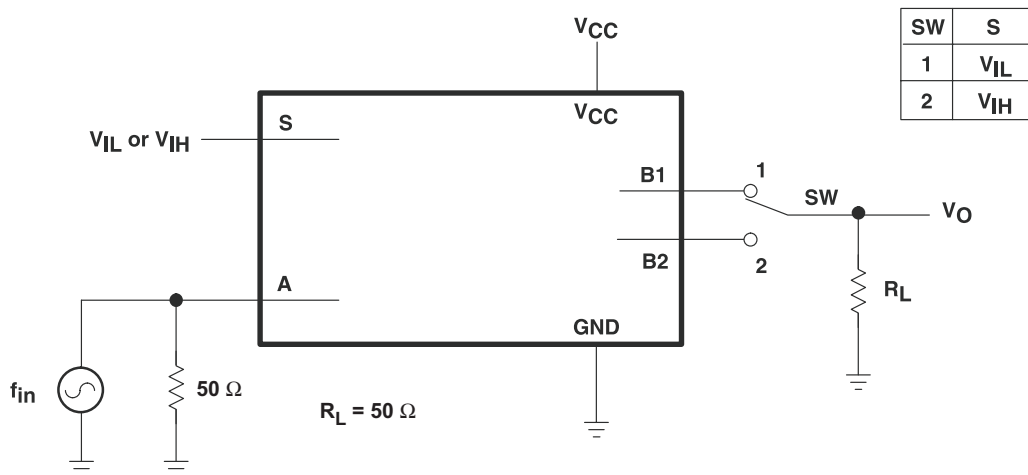 SW S
1 VIL
2 VIH
VCC
VCC
VIL or VIH
S
B1
1
SW
VO
B2
2
RL
A
GND
fin
50 Ω
RL = 50 Ω